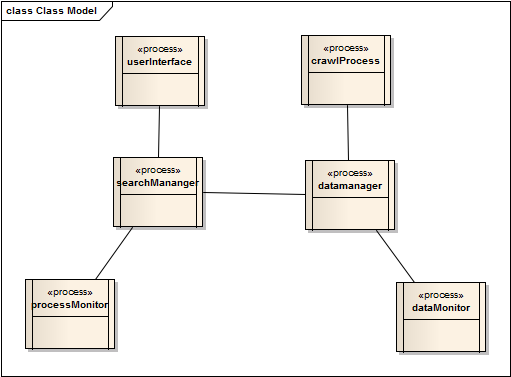 class Class Model
«process»
userInterface
«process»
crawlProcess
«process»
searchMananger
«process»
datamanager
«process»
processMonitor
«process»
dataMonitor